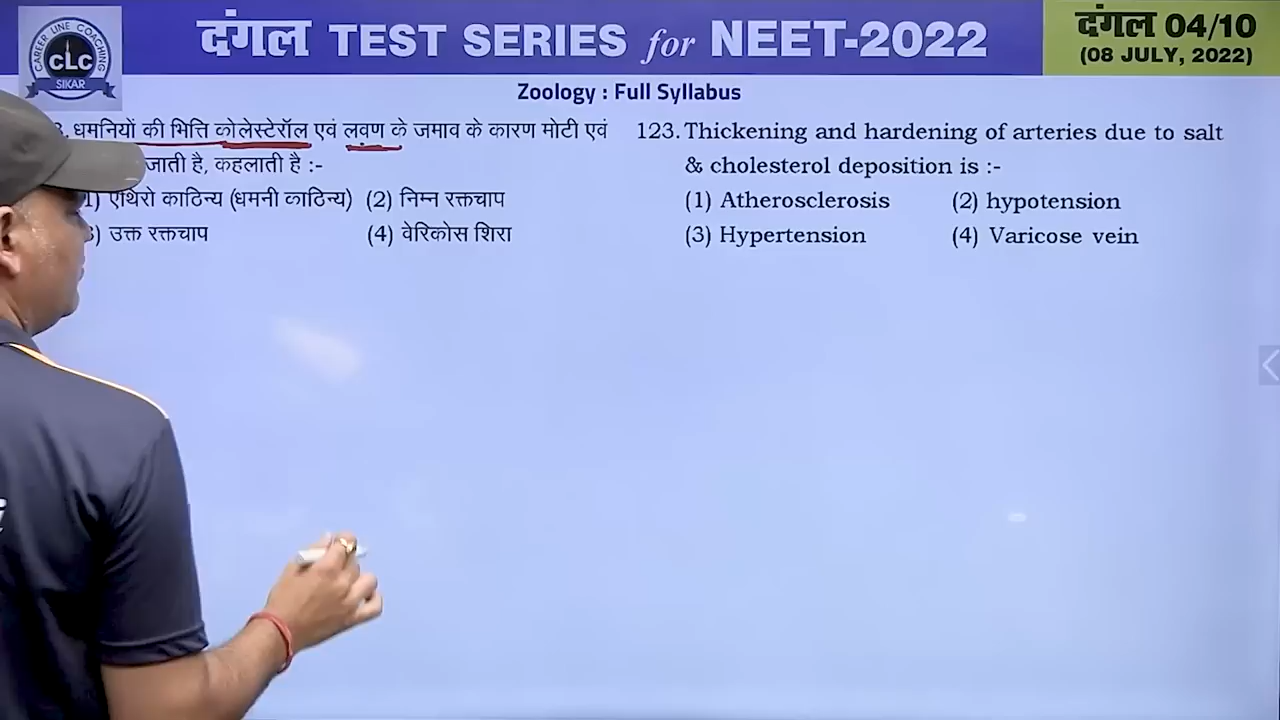 CAREER LINE COACHING
CLC
SIKAR
दंगल TEST SERIES for NEET-2022
दंगल 04/10
(08 JULY, 2022)
Zoology : Full Syllabus
3. धमनियों की भित्ति कोलेस्टेरॉल एवं लवण के जमाव के कारण मोटी एवं
जाती है, कहलाती है :-
1) एथिरो काठिन्य (धमनी काठिन्य) (2) निम्न रक्तचाप
3) उक्त रक्तचाप (4) वेरिकोस शिरा
123. Thickening and hardening of arteries due to salt
& cholesterol deposition is :-
(1) Atherosclerosis (2) hypotension
(3) Hypertension (4) Varicose vein